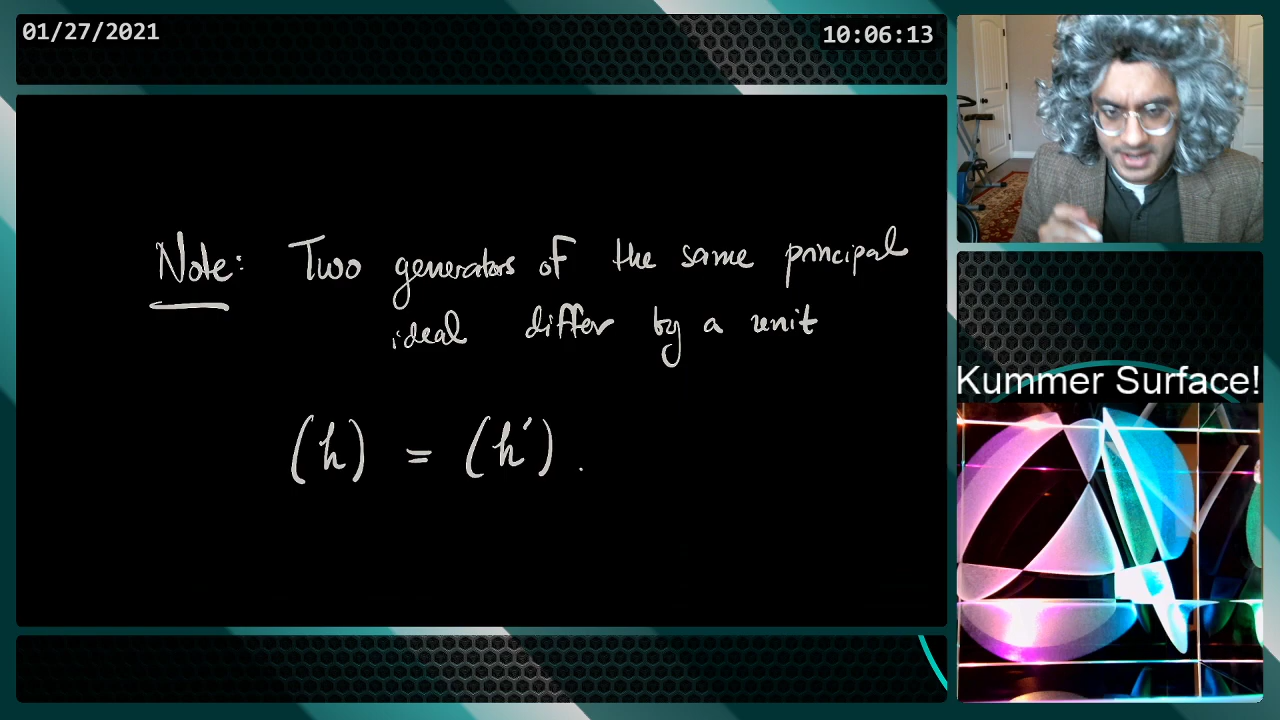 01/27/2021
10:06:13
Note: Two generators of the same principal
ideal differ by a unit
(h) = (h′).
Kummer Surface!